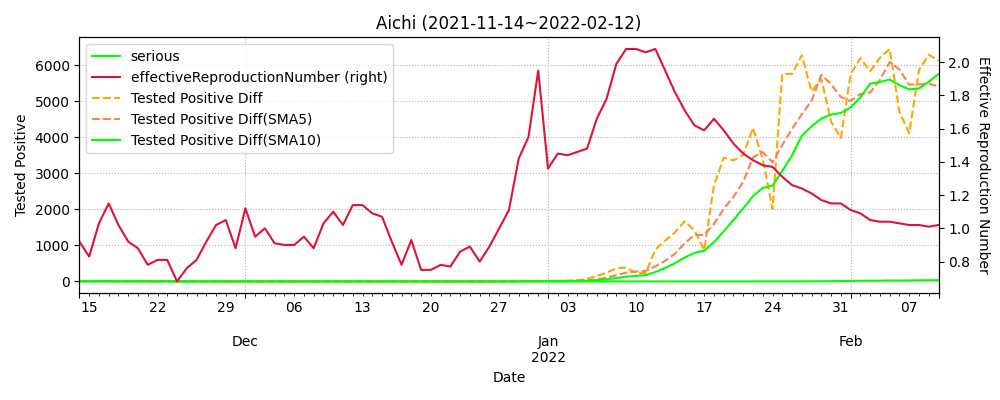 Aichi (2021-11-14~2022-02-12)
serious
effectiveReproductionNumber (right)
Tested Positive Diff
Tested Positive Diff(SMA5)
Tested Positive Diff(SMA10)
Tested Positive
6000
5000
4000
3000
2000
1000
0
2.0
1.8
1.6
1.4
1.2
1.0
0.8
Effective Reproduction Number
15 22 29 06 13 20 27 03 10 17 24 31 07
Dec Jan Feb
2022
Date